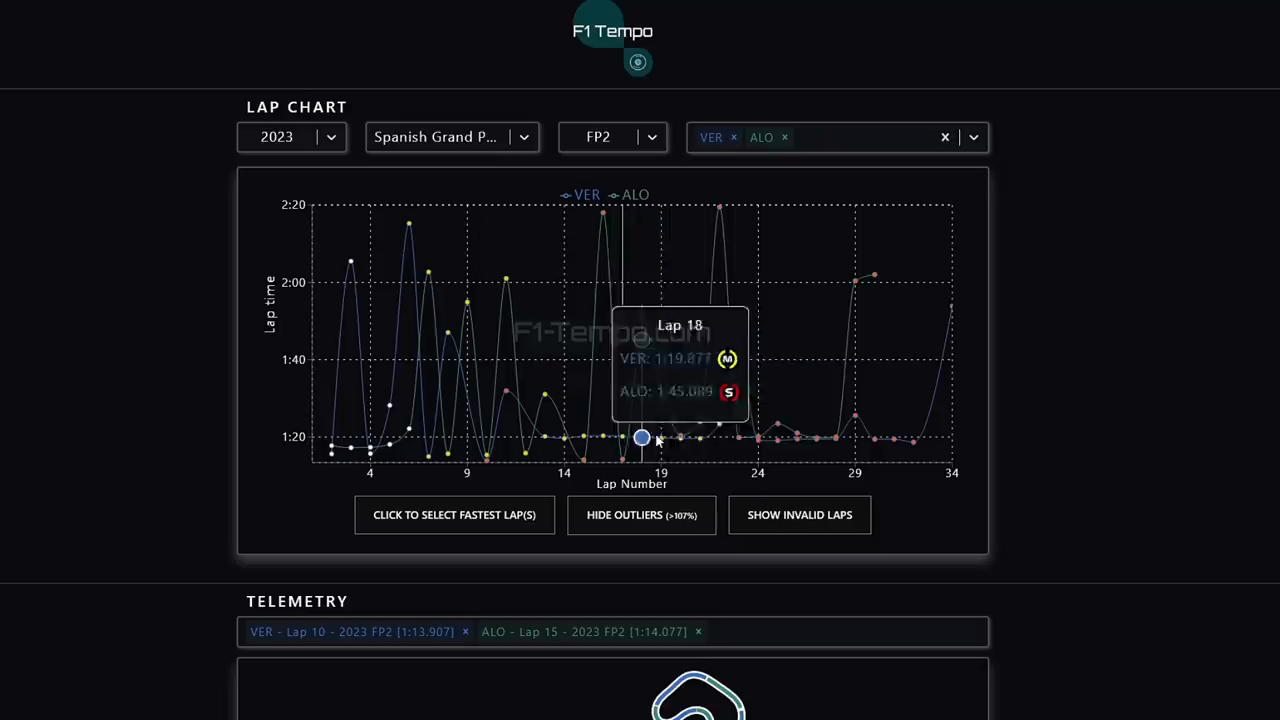 F1 Tempo
LAP CHART
2023
Spanish Grand P...
FP2
VER × ALO ×
VER ALO
2:20
2:00
1:40
1:20
Lap time
F1-Tempo.com
Lap 18
VER: 1:19.877 M
ALO: 1:45.089 S
4 9 14 19 24 29 34
Lap Number
CLICK TO SELECT FASTEST LAP(S)
HIDE OUTLIERS (>107%)
SHOW INVALID LAPS
TELEMETRY
VER - Lap 10 - 2023 FP2 [1:13.907] × ALO - Lap 15 - 2023 FP2 [1:14.077] ×